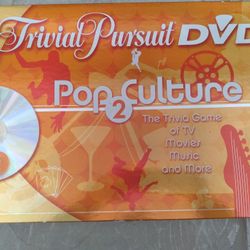 Trivial Pursuit DVD
Pop 2 Culture
The Trivia Game
of TV
Movies
Music
and More